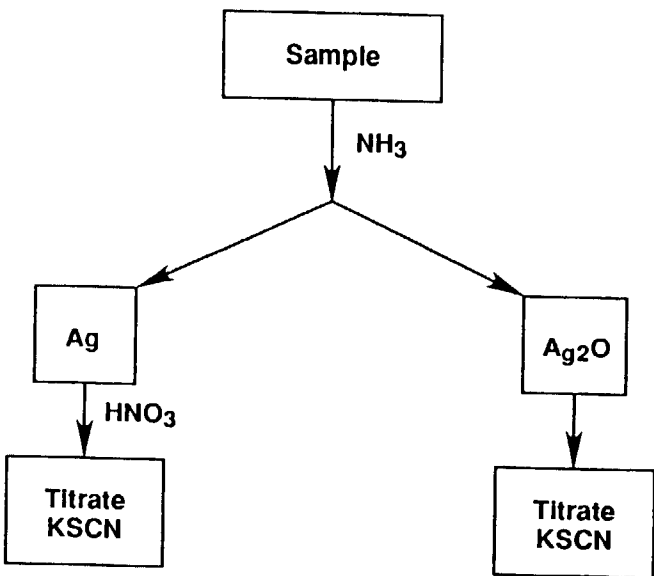 Sample
NH3
Ag
Ag2O
HNO3
Titrate
KSCN
Titrate
KSCN